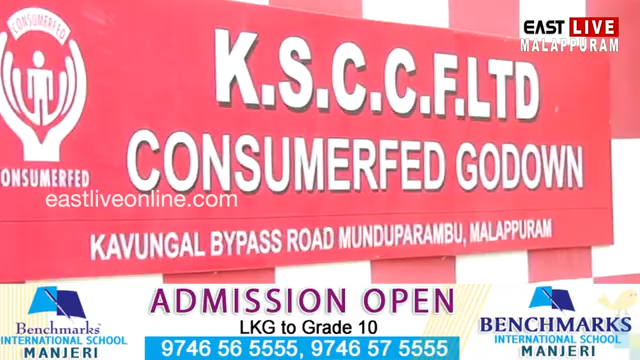 EAST LIVE
MALAPPURAM
CONSUMERFED
K.S.C.C.F.LTD
CONSUMERFED GODOWN
ONSUMERFED
eastliveonline.com
KAVUNGAL BYPASS ROAD MUNDUPARAMBU, MALAPPURAM
Benchmarks
INTERNATIONAL SCHOOL
MANJERI
ADMISSION OPEN
LKG to Grade 10
9746 56 5555, 9746 57 5555
BENCHMARKS
INTERNATIONAL SCHOOL
MANJERI